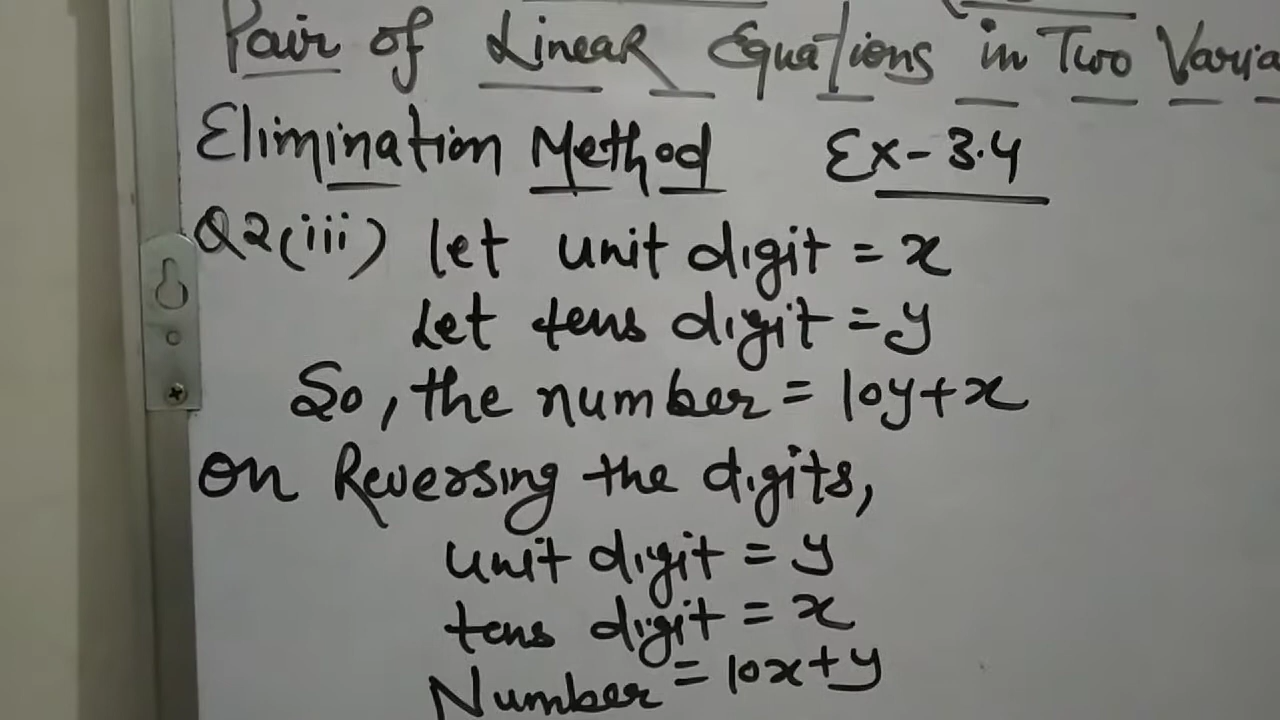 Pair of Linear Equations in Two Varia
Elimination Method Ex-3.4
Q2(iii) Let unit digit = x
Let tens digit = y
So, the number = 10y+x
On Reversing the digits,
unit digit = y
tens digit = x
Number = 10x+y